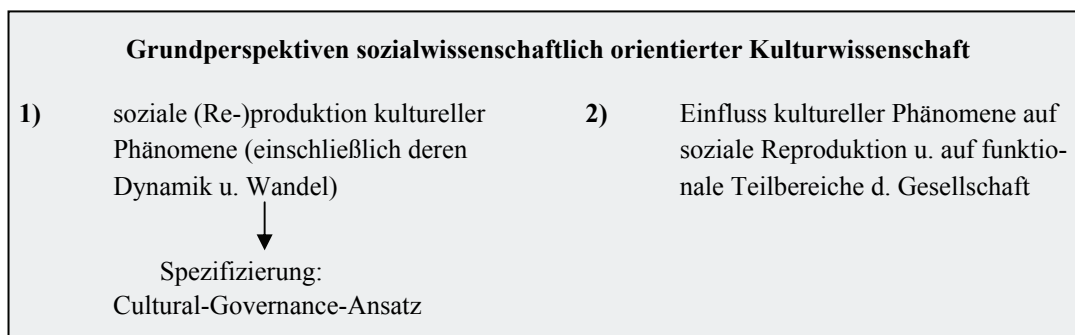 Grundperspektiven sozialwissenschaftlich orientierter Kulturwissenschaft
1) soziale (Re-)produktion kultureller
Phänomene (einschließlich deren
Dynamik u. Wandel)
Spezifizierung:
Cultural-Governance-Ansatz
2) Einfluss kultureller Phänomene auf
soziale Reproduktion u. auf funktio-
nale Teilbereiche d. Gesellschaft